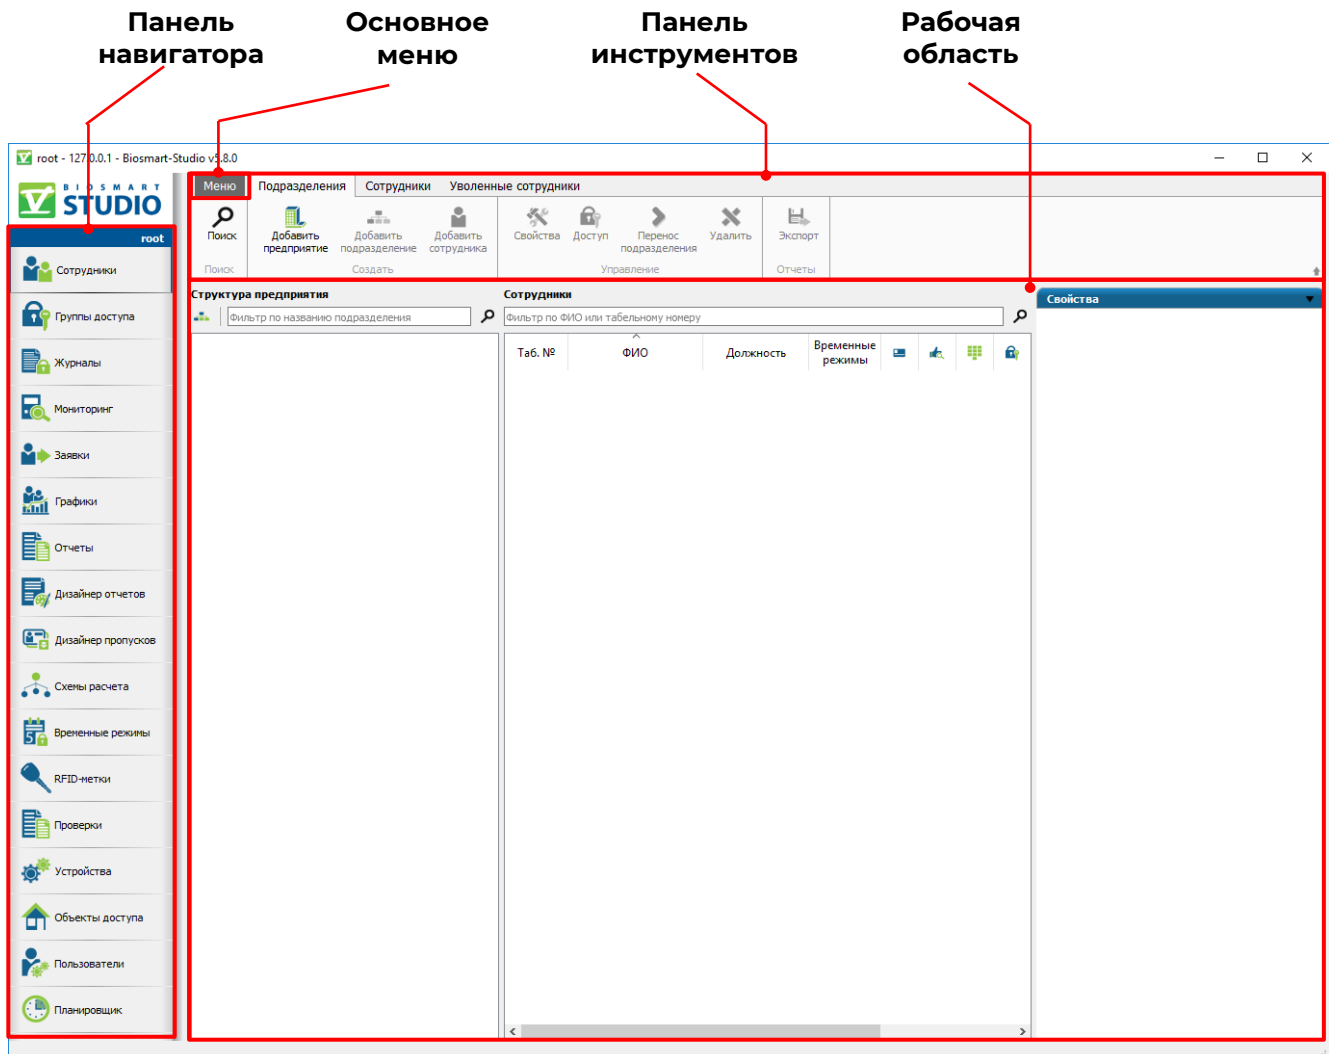 Панель
навигатора
Основное
меню
Панель
инструментов
Рабочая
область
root - 127.0.0.1 - Biosmart-Studio v5.8.0
BIOSMART
STUDIO
root
Сотрудники
Группы доступа
Журналы
Мониторинг
Заявки
Графики
Отчеты
Дизайнер отчетов
Дизайнер пропусков
Схемы расчета
Временные режимы
RFID-метки
Проверки
Устройства
Объекты доступа
Пользователи
Планировщик
Меню Подразделения Сотрудники Уволенные сотрудники
Поиск
Добавить
предприятие
Добавить
подразделение
Добавить
сотрудника
Свойства
Доступ
Перенос
подразделения
Удалить
Экспорт
Поиск Создать Управление Отчеты
Структура предприятия
Фильтр по названию подразделения
Сотрудники
Фильтр по ФИО или табельному номеру
Таб. № ФИО Должность Временные
режимы
Свойства